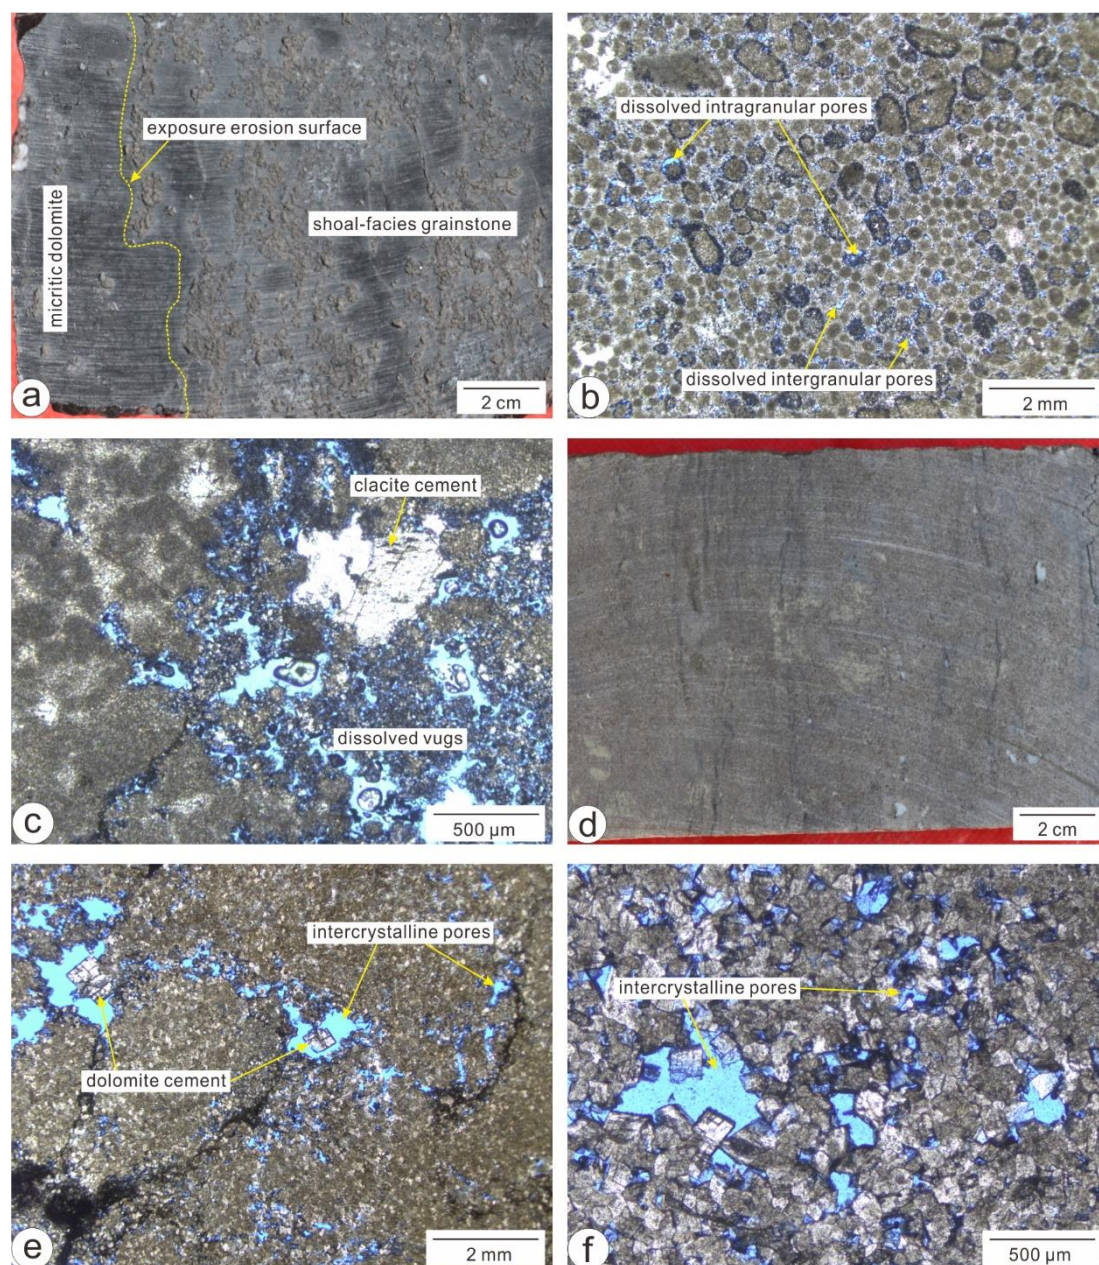 exposure erosion surface
micritic dolomite
shoal-facies grainstone
a
2 cm
dissolved intragranular pores
dissolved intergranular pores
b
2 mm
clacite cement
dissolved vugs
c
500 µm
d
2 cm
intercrystalline pores
dolomite cement
e
2 mm
intercrystalline pores
f
500 µm